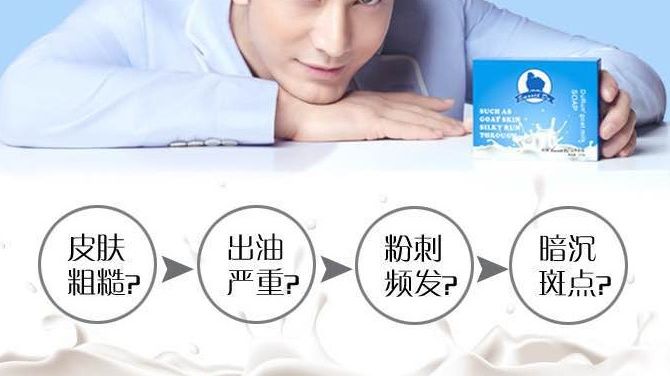 SUCH AS
GOAT SKIN
SILKY RUN
THROUGH
SOAP
皮肤
粗糙?
出油
严重?
粉刺
频发?
暗沉
斑点?